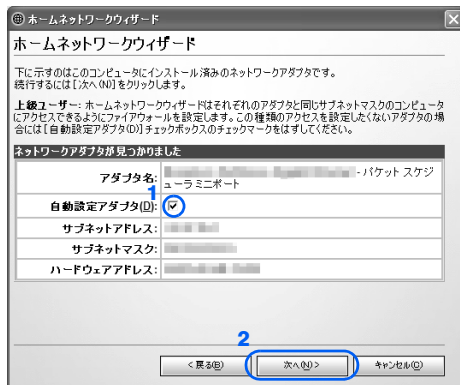 ホームネットワークウィザード
ホームネットワークウィザード
下に示すのはこのコンピュータにインストール済みのネットワークアダプタです。
続行するには[次へ(N)]をクリックします。
上級ユーザー: ホームネットワークウィザードはそれぞれのアダプタと同じサブネットマスクのコンピュータ
にアクセスできるようにファイアウォールを設定します。この種類のアクセスを設定したくないアダプタの場
合には[自動設定アダプタ(D)]チェックボックスのチェックマークをはずしてください。
ネットワークアダプタが見つかりました
アダプタ名: - パケット スケジ
ューラ ミニポート
1
自動設定アダプタ(D):
サブネットアドレス:
サブネットマスク:
ハードウェアアドレス:
2
< 戻る(B) 次へ(N) > キャンセル(C)